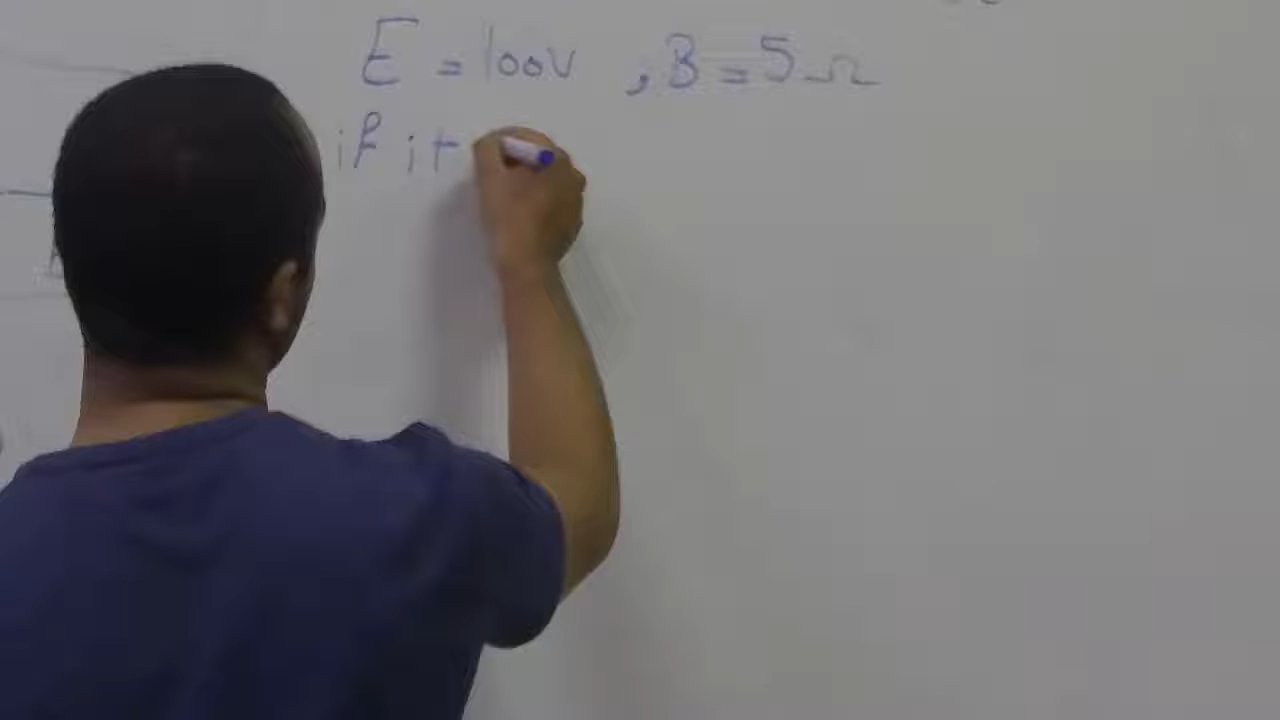 E = 100V , B = 5 Ω
if it